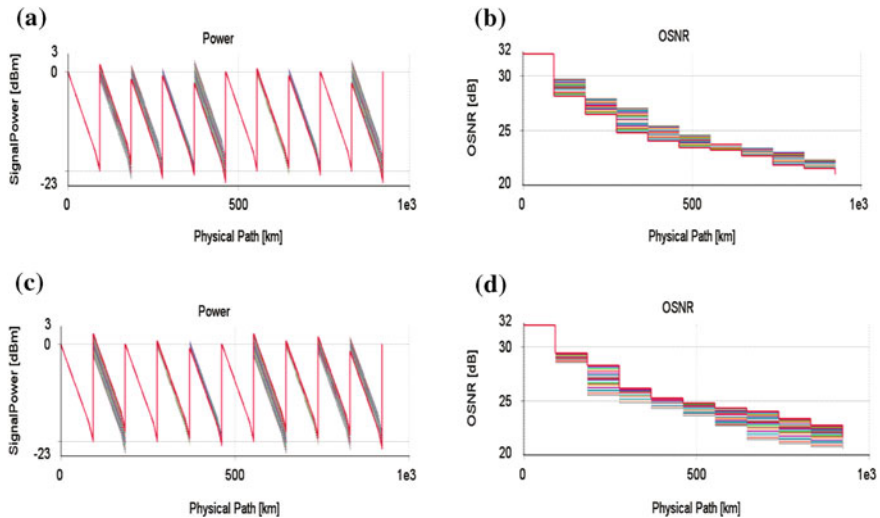 (a)
Power
SignalPower [dBm]
3
0
-23
0
500
1e3
Physical Path [km]
(b)
OSNR
OSNR [dB]
32
30
25
20
0
500
1e3
Physical Path [km]
(c)
Power
SignalPower [dBm]
3
0
-23
0
500
1e3
Physical Path [km]
(d)
OSNR
OSNR [dB]
32
30
25
20
0
500
1e3
Physical Path [km]